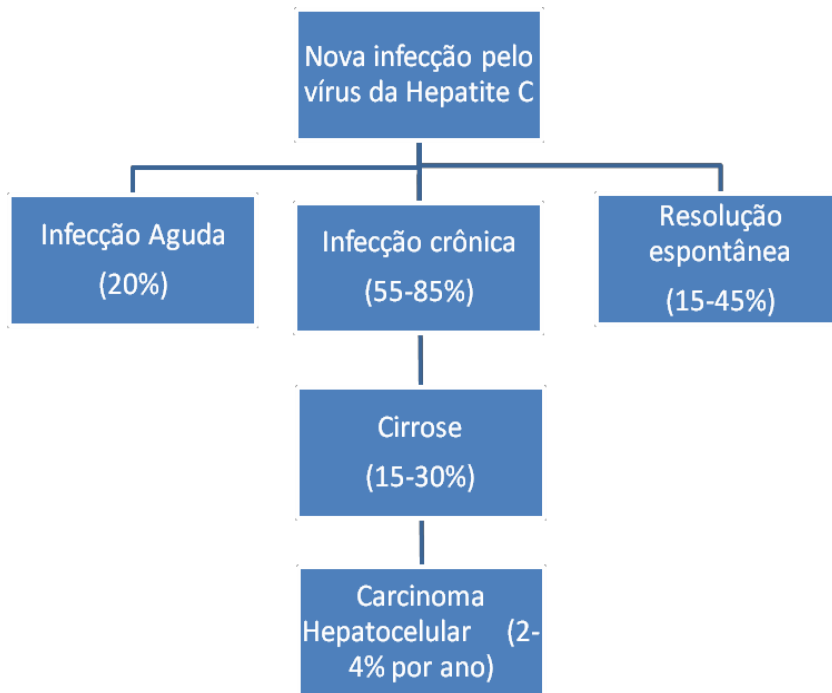 Nova infecção pelo
vírus da Hepatite C
Infecção Aguda
(20%)
Infecção crônica
(55-85%)
Resolução
espontânea
(15-45%)
Cirrose
(15-30%)
Carcinoma
Hepatocelular (2-
4% por ano)